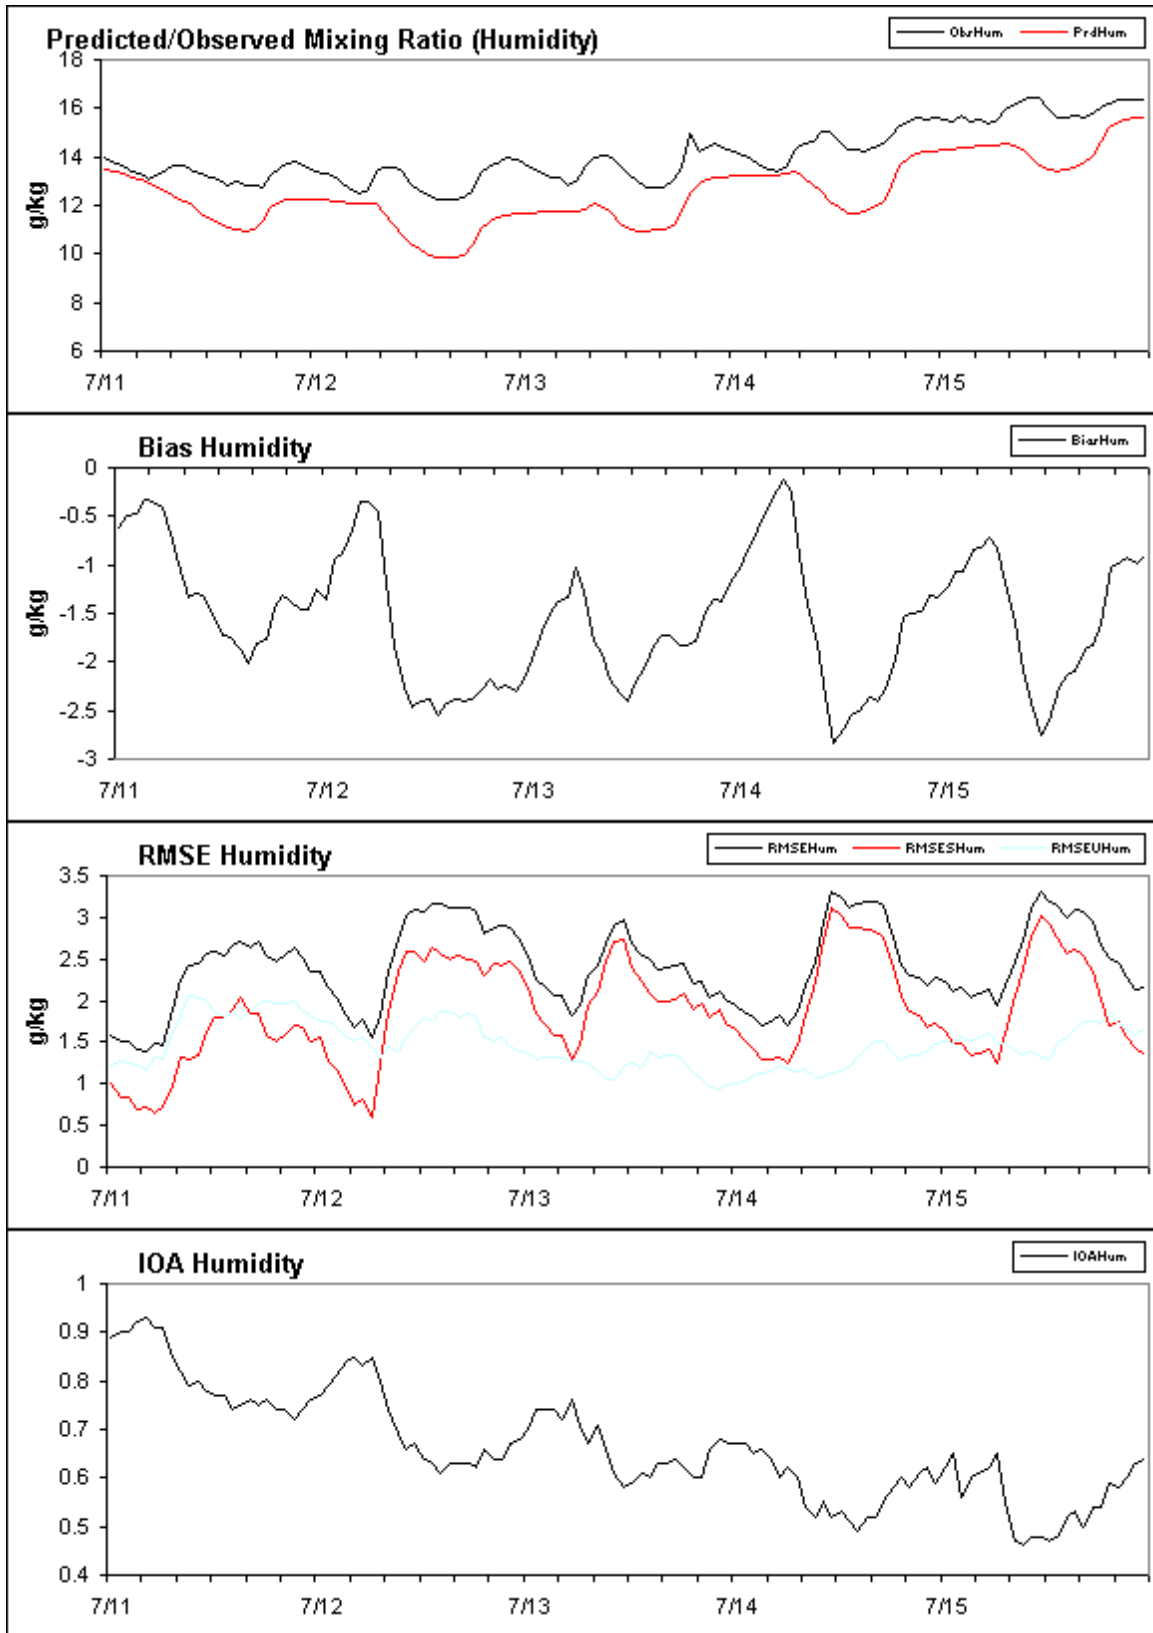 Predicted/Observed Mixing Ratio (Humidity)
ObsHum PrdHum
18
16
14
12
10
8
6
g/kg
7/11 7/12 7/13 7/14 7/15
Bias Humidity
BiasHum
0
-0.5
-1
-1.5
-2
-2.5
-3
g/kg
7/11 7/12 7/13 7/14 7/15
RMSE Humidity
RMSEHum RMSESHum RMSEUHum
3.5
3
2.5
2
1.5
1
0.5
0
g/kg
7/11 7/12 7/13 7/14 7/15
IOA Humidity
IOAHum
1
0.9
0.8
0.7
0.6
0.5
0.4
7/11 7/12 7/13 7/14 7/15